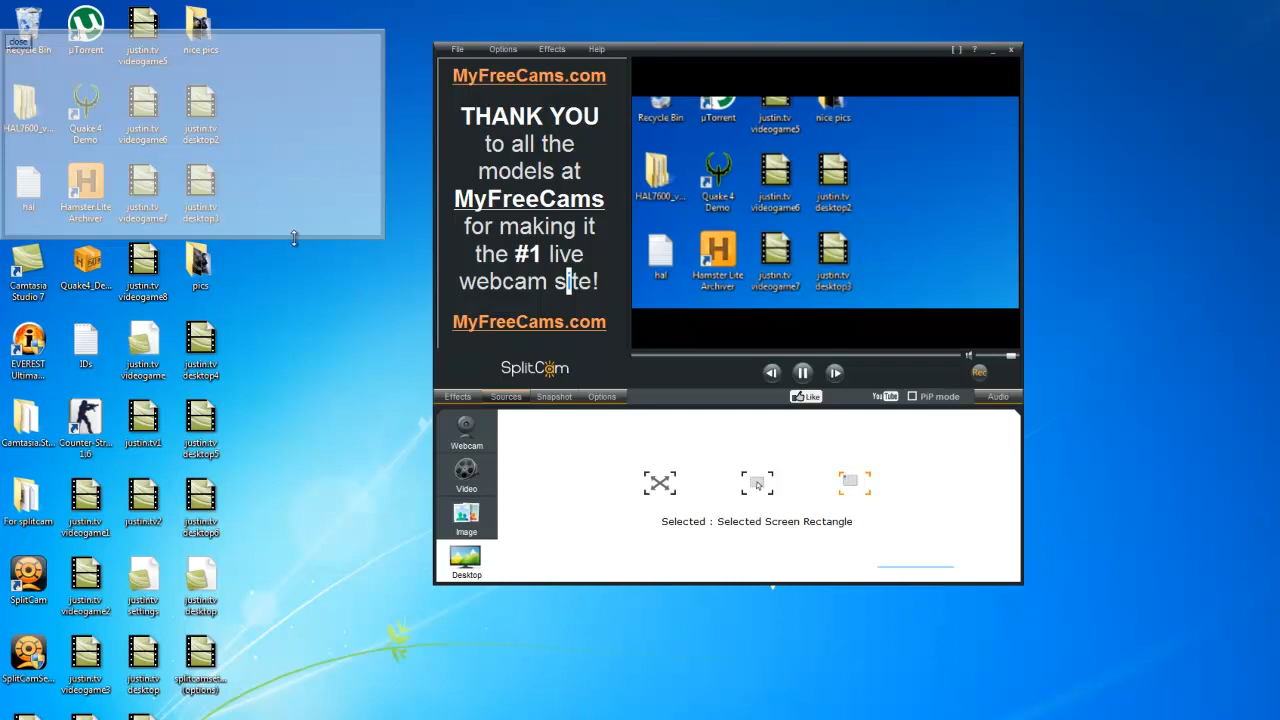 close
Recycle Bin
µTorrent
justin.tv
videogame5
nice pics
HAL7600_v...
Quake 4
Demo
justin.tv
videogame6
justin.tv
desktop2
hal
Hamster Lite
Archiver
justin.tv
videogame7
justin.tv
desktop3
Camtasia
Studio 7
Quake4_De...
justin.tv
videogame8
pics
EVEREST
Ultima...
IDs
justin.tv
videogame
justin.tv
desktop4
Camtasia.St...
Counter-Str...
1.6
justin.tv1
justin.tv
desktop5
For splitcam
justin.tv
videogame1
justin.tv2
justin.tv
desktop6
SplitCam
justin.tv
videogame2
justin.tv
settings
justin.tv
desktop
SplitCamSe...
justin.tv
videogame3
justin.tv
desktop
splitcamset...
(options)
File Options Effects Help
[ ] ? _ x
MyFreeCams.com
THANK YOU
to all the
models at
MyFreeCams
for making it
the #1 live
webcam site!
MyFreeCams.com
SplitCam
Recycle Bin
µTorrent
justin.tv
videogame5
nice pics
HAL7600_v...
Quake 4
Demo
justin.tv
videogame6
justin.tv
desktop2
hal
Hamster Lite
Archiver
justin.tv
videogame7
justin.tv
desktop3
Rec
Effects Sources Snapshot Options
Like
YouTube
PiP mode
Audio
Webcam
Video
Image
Desktop
Selected : Selected Screen Rectangle